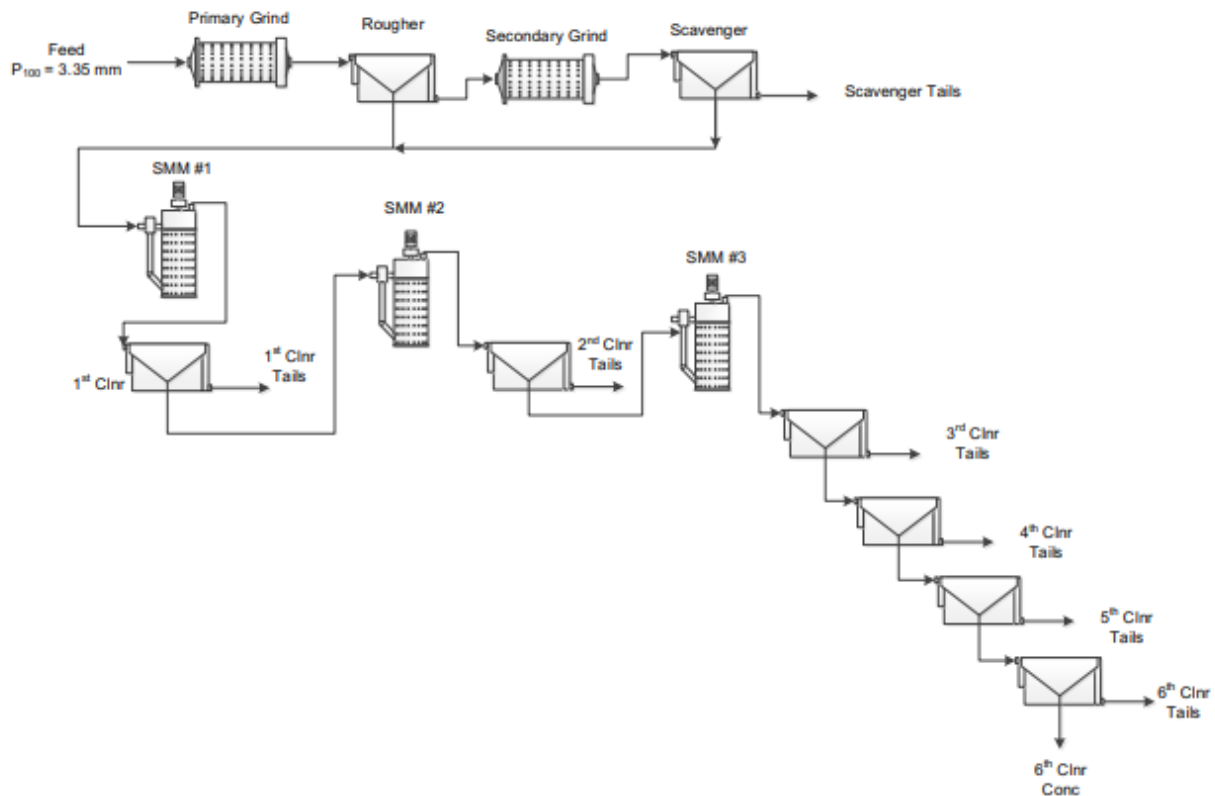 Primary Grind
Rougher
Secondary Grind
Scavenger
Feed
P100 = 3.35 mm
Scavenger Tails
SMM #1
SMM #2
SMM #3
1st Clnr
1st Clnr
Tails
2nd Clnr
Tails
3rd Clnr
Tails
4th Clnr
Tails
5th Clnr
Tails
6th Clnr
Tails
6th Clnr
Conc